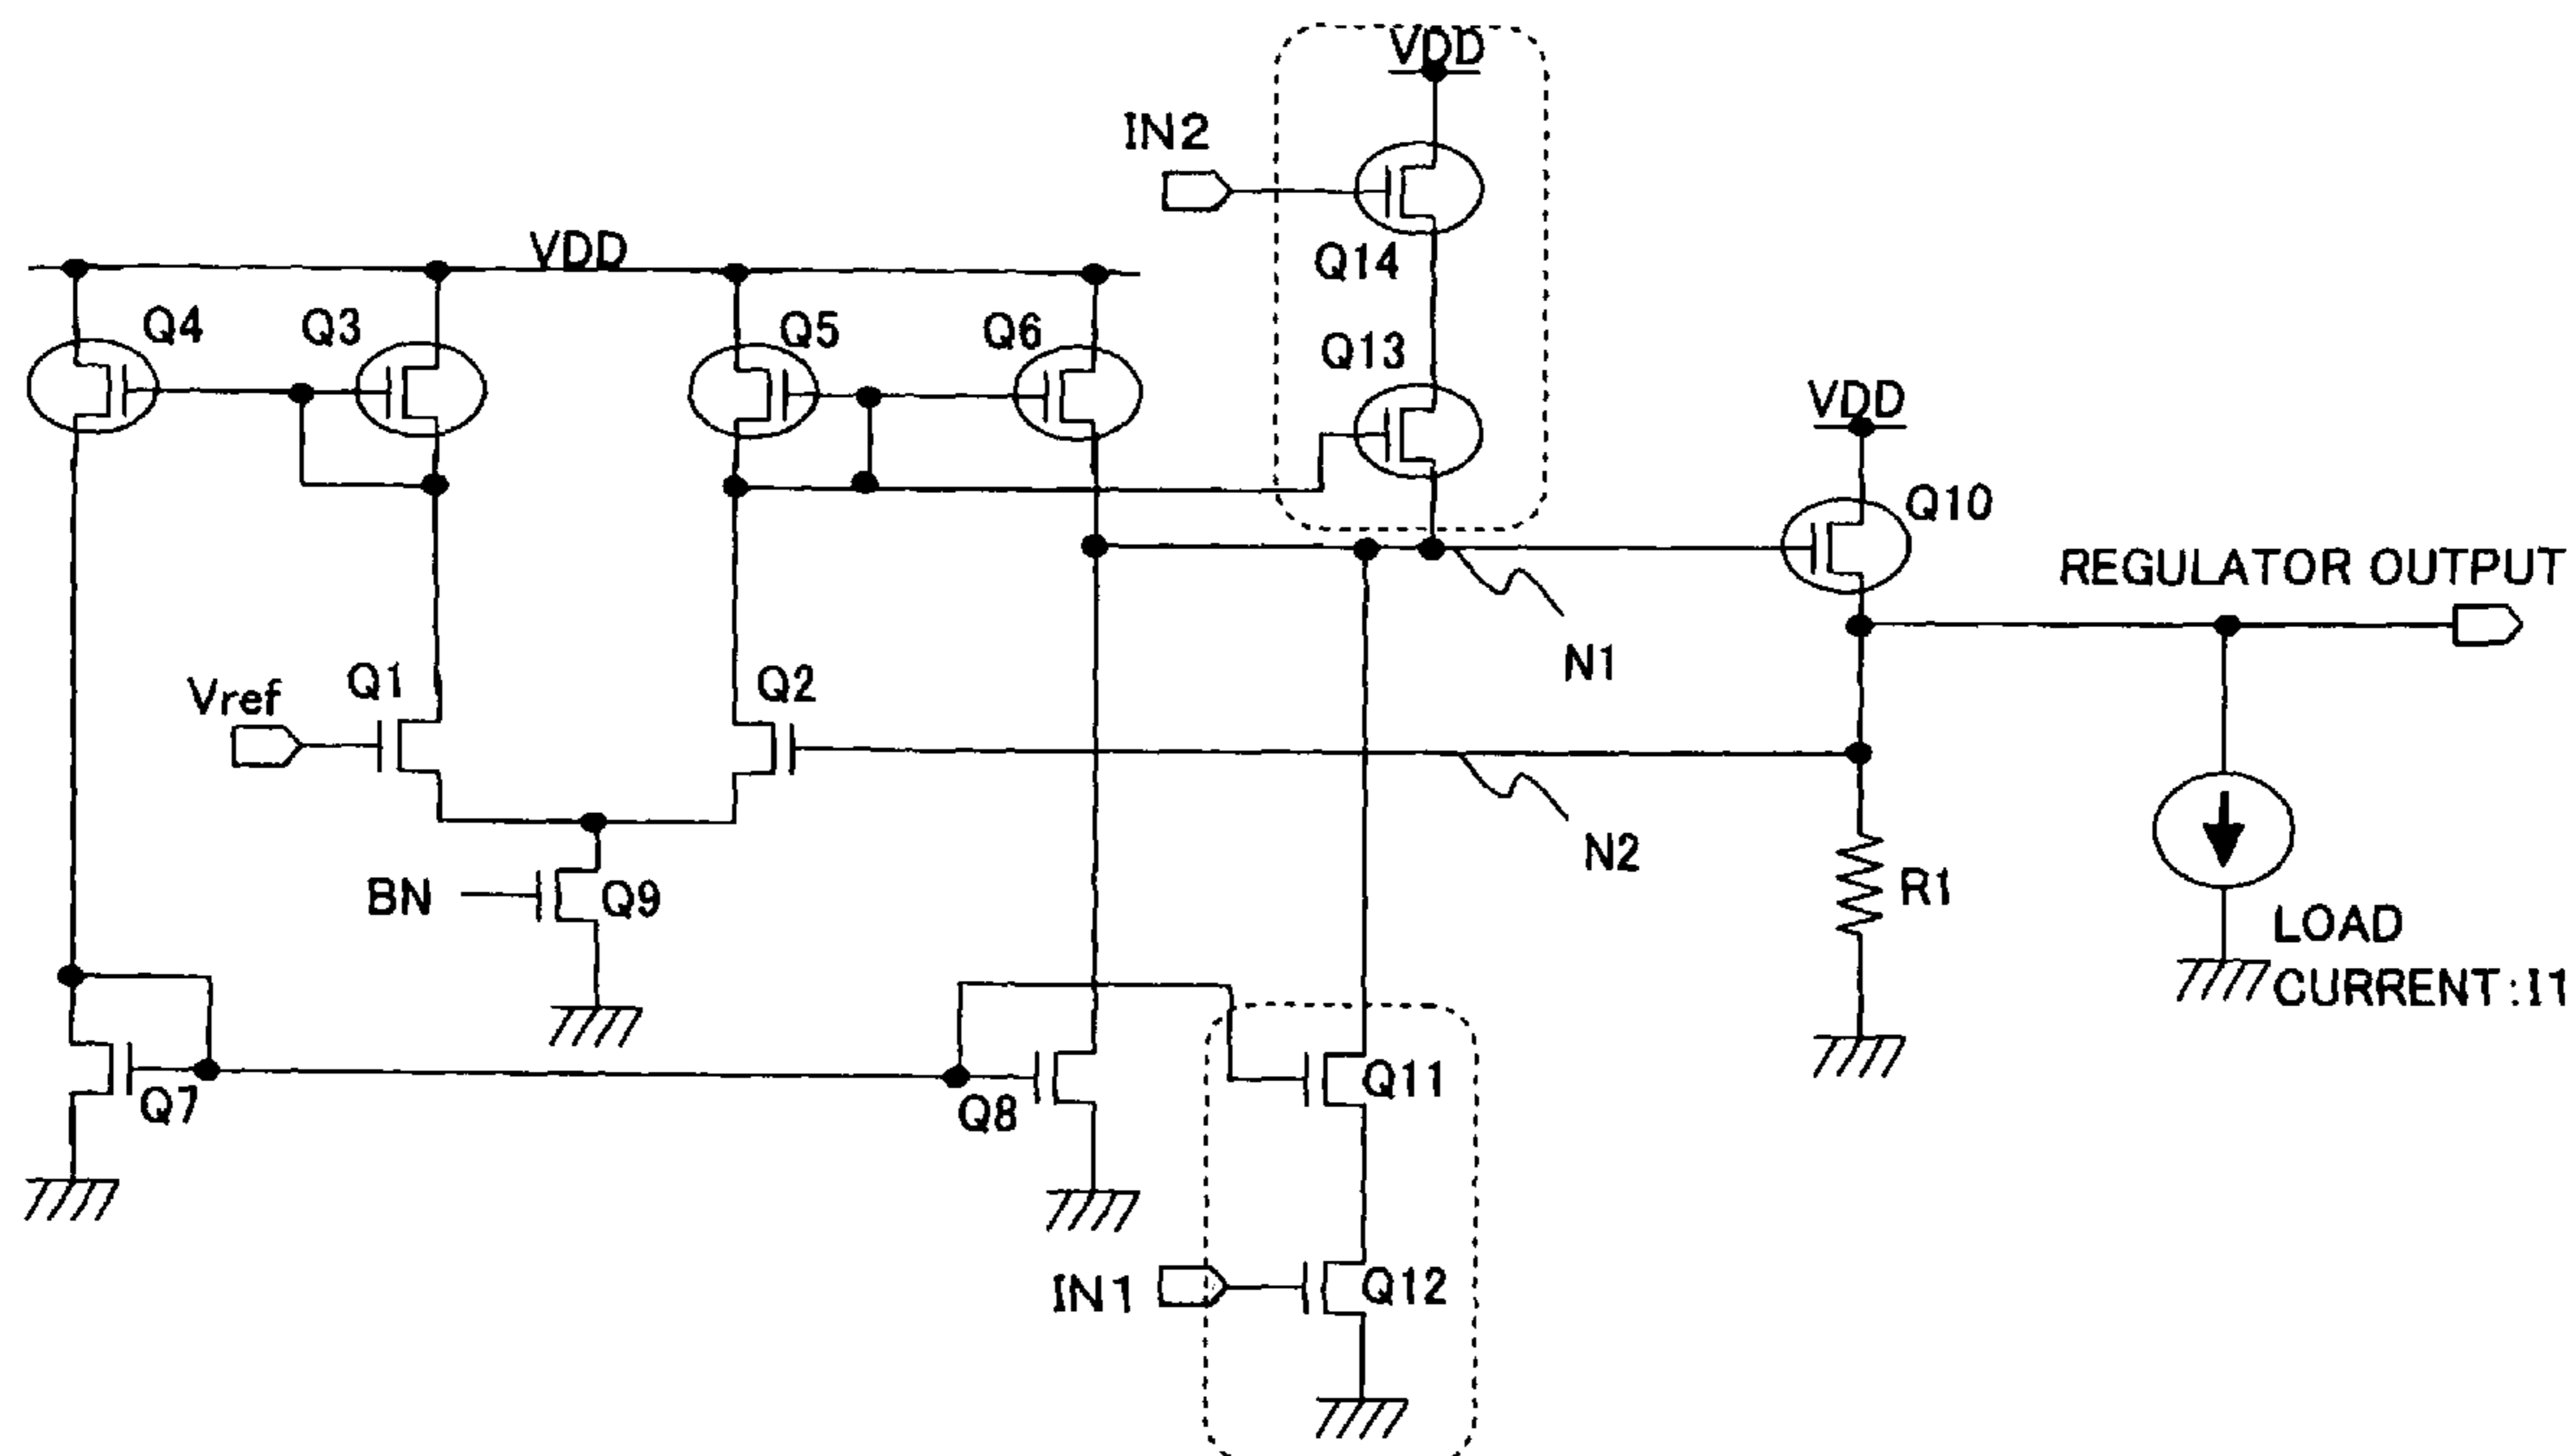 VDD
IN2
Q14
VDD
Q4
Q3
Q5
Q6
Q13
VDD
Q10
REGULATOR OUTPUT
N1
Q1
Q2
Vref
N2
BN
Q9
R1
LOAD
CURRENT:I1
Q7
Q8
Q11
IN1
Q12